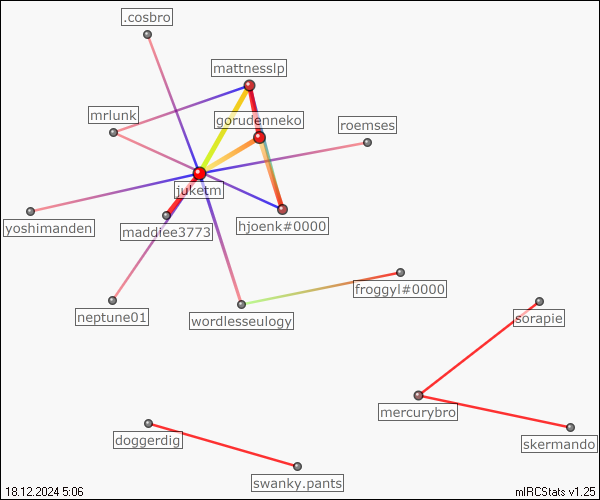 .cosbro
mattnesslp
mrlunk
gorudenneko
roemses
juketm
yoshimanden
maddiee3773
hjoenk#0000
froggyl#0000
neptune01
wordlesseulogy
sorapie
mercurybro
doggerdig
skermando
swanky.pants
18.12.2024 5:06
mIRCStats v1.25